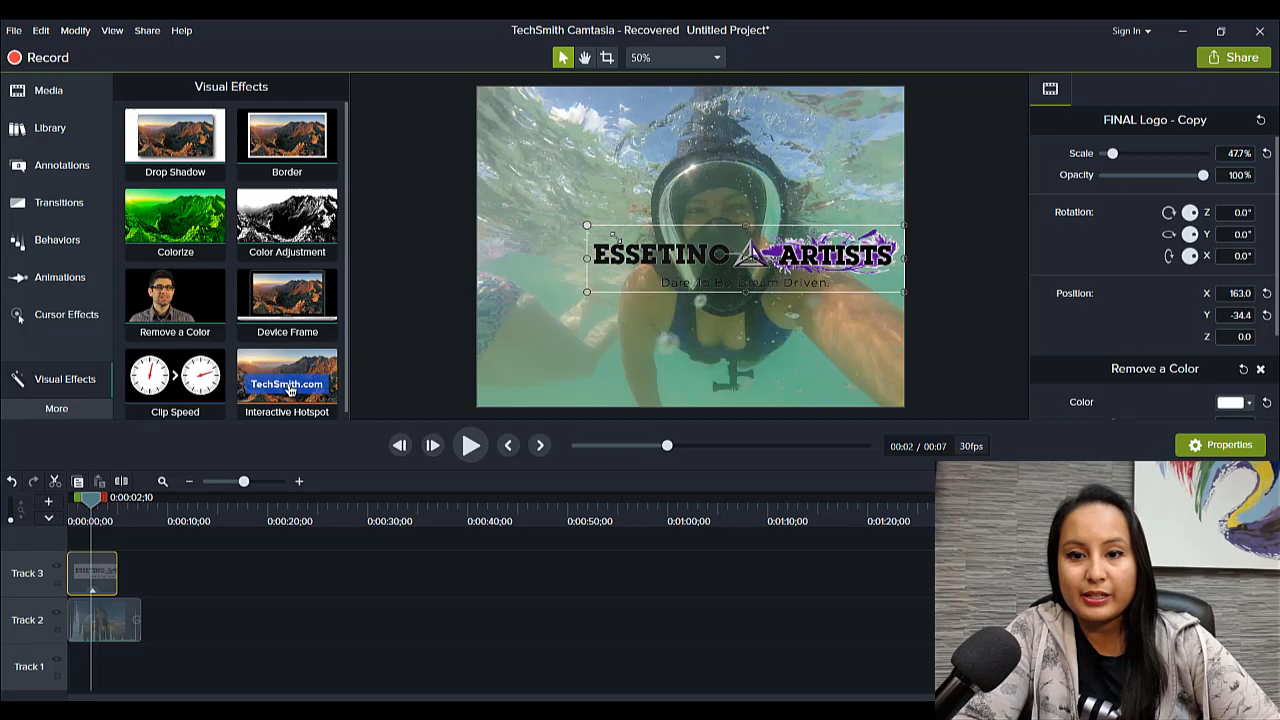 File Edit Modify View Share Help
TechSmith Camtasia - Recovered Untitled Project*
Sign In
Record
50%
Share
Media
Library
Annotations
Transitions
Behaviors
Animations
Cursor Effects
Visual Effects
More
Visual Effects
Drop Shadow
Border
Colorize
Color Adjustment
Remove a Color
Device Frame
Clip Speed
TechSmith.com
Interactive Hotspot
ESSETINO ARTISTS
Dare To Be Dream Driven.
FINAL Logo - Copy
Scale 47.7%
Opacity 100%
Rotation: Z 0.0°
Y 0.0°
X 0.0°
Position: X 163.0
Y -34.4
Z 0.0
Remove a Color
Color
00:02 / 00:07 30fps
Properties
0:00:02;10
0:00:00;00 0:00:10;00 0:00:20;00 0:00:30;00 0:00:40;00 0:00:50;00 0:01:00;00 0:01:10;00 0:01:20;00
Track 3
Track 2
Track 1